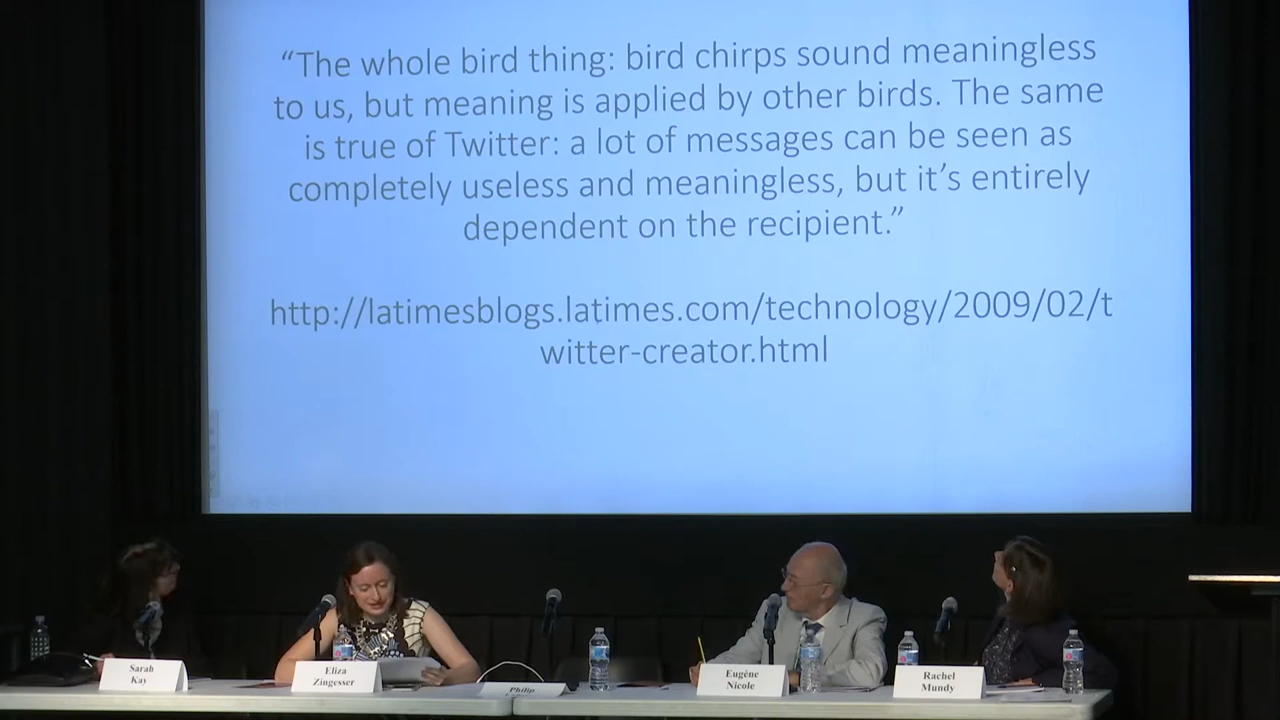 “The whole bird thing: bird chirps sound meaningless
to us, but meaning is applied by other birds. The same
is true of Twitter: a lot of messages can be seen as
completely useless and meaningless, but it’s entirely
dependent on the recipient.”
http://latimesblogs.latimes.com/technology/2009/02/t
witter-creator.html
Sarah
Kay
Eliza
Zingesser
Philip
Eugène
Nicole
Rachel
Mundy